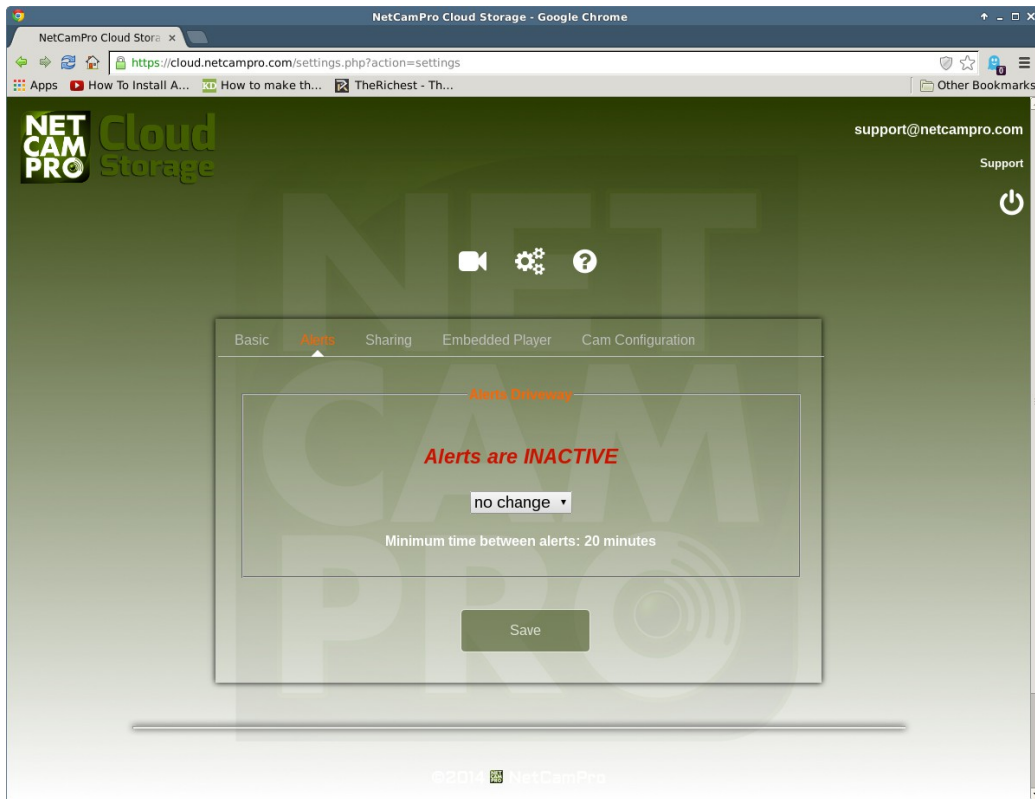 NetCamPro Cloud Storage - Google Chrome
NetCamPro Cloud Stora
https://cloud.netcampro.com/settings.php?action=settings
Apps How To Install A... How to make th... TheRichest - Th... Other Bookmarks
NET CAM PRO Cloud Storage
support@netcampro.com
Support
Basic Alerts Sharing Embedded Player Cam Configuration
Alerts Driveway
Alerts are INACTIVE
no change
Minimum time between alerts: 20 minutes
Save
NET
CAM
PRO
©2014 NetCamPro